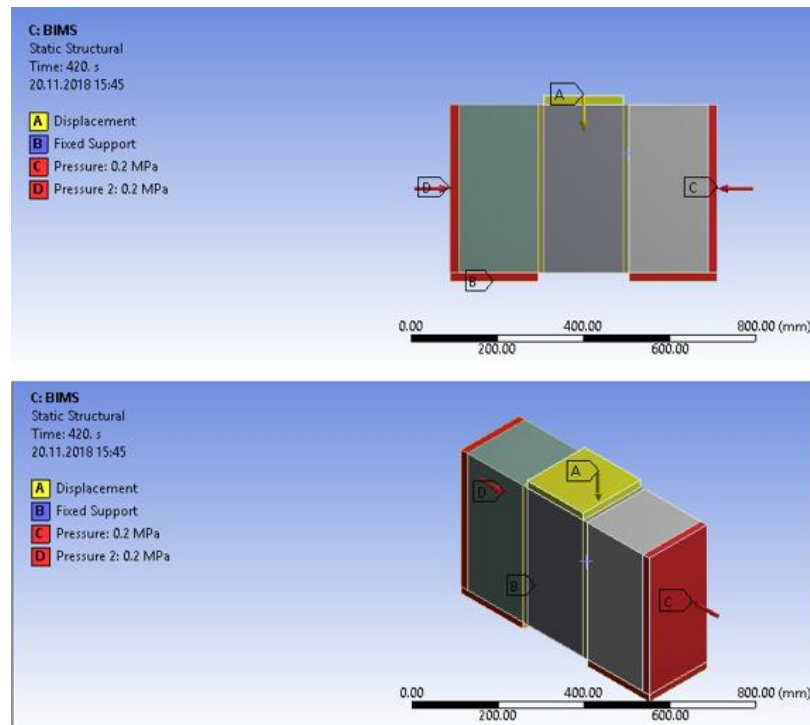 C: BIMS
Static Structural
Time: 420. s
20.11.2018 15:45
A Displacement
B Fixed Support
C Pressure: 0.2 MPa
D Pressure 2: 0.2 MPa
A
D
C
B
0.00 400.00 800.00 (mm)
200.00 600.00
C: BIMS
Static Structural
Time: 420. s
20.11.2018 15:45
A Displacement
B Fixed Support
C Pressure: 0.2 MPa
D Pressure 2: 0.2 MPa
A
D
B
C
0.00 400.00 800.00 (mm)
200.00 600.00